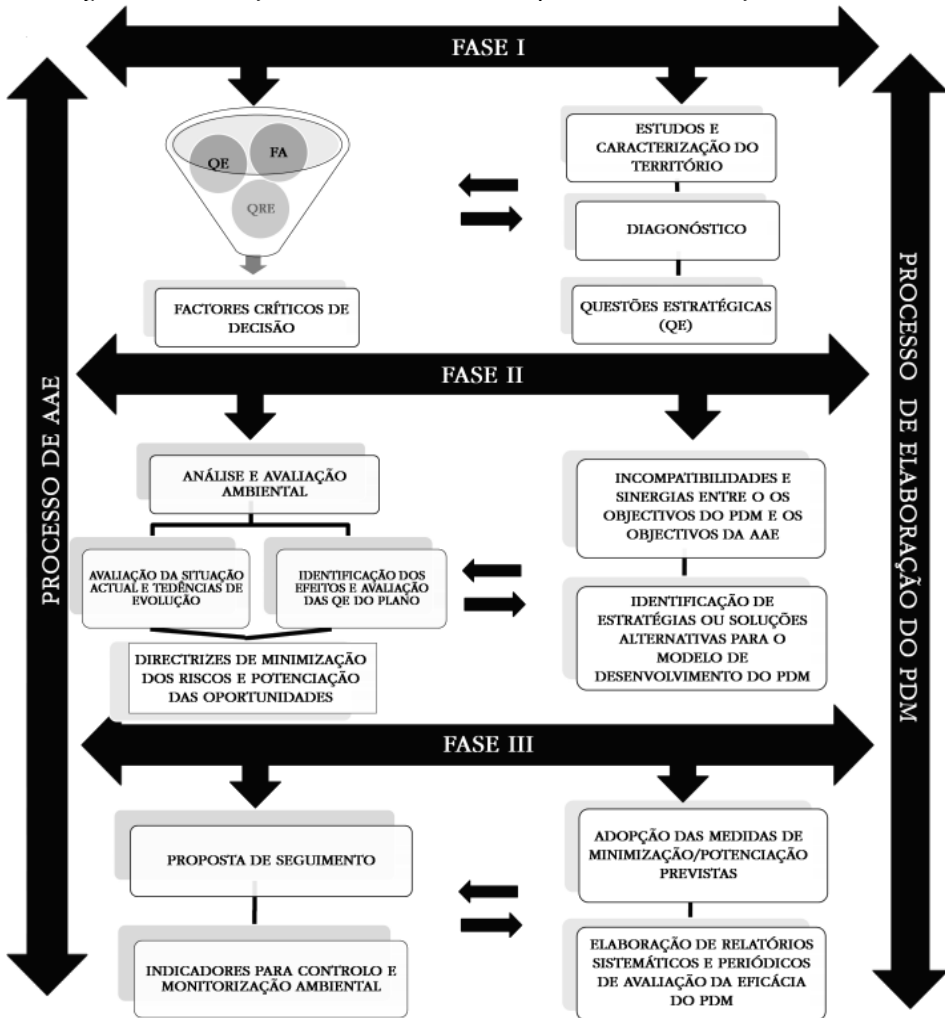 FASE I
QE
FA
QRE
FACTORES CRÍTICOS DE
DECISÃO
ESTUDOS E
CARACTERIZAÇÃO DO
TERRITÓRIO
DIAGONÓSTICO
QUESTÕES ESTRATÉGICAS
(QE)
FASE II
ANÁLISE E AVALIAÇÃO
AMBIENTAL
AVALIAÇÃO DA SITUAÇÃO
ACTUAL E TEDÊNCIAS DE
EVOLUÇÃO
IDENTIFICAÇÃO DOS
EFEITOS E AVALIAÇÃO
DAS QE DO PLANO
DIRECTRIZES DE MINIMIZAÇÃO
DOS RISCOS E POTENCIAÇÃO
DAS OPORTUNIDADES
INCOMPATIBILIDADES E
SINERGIAS ENTRE O OS
OBJECTIVOS DO PDM E OS
OBJECTIVOS DA AAE
IDENTIFICAÇÃO DE
ESTRATÉGIAS OU SOLUÇÕES
ALTERNATIVAS PARA O
MODELO DE
DESENVOLVIMENTO DO PDM
FASE III
PROPOSTA DE SEGUIMENTO
INDICADORES PARA CONTROLO E
MONITORIZAÇÃO AMBIENTAL
ADOPÇÃO DAS MEDIDAS DE
MINIMIZAÇÃO/POTENCIAÇÃO
PREVISTAS
ELABORAÇÃO DE RELATÓRIOS
SISTEMÁTICOS E PERIÓDICOS
DE AVALIAÇÃO DA EFICÁCIA
DO PDM
PROCESSO DE AAE
PROCESSO DE ELABORAÇÃO DO PDM